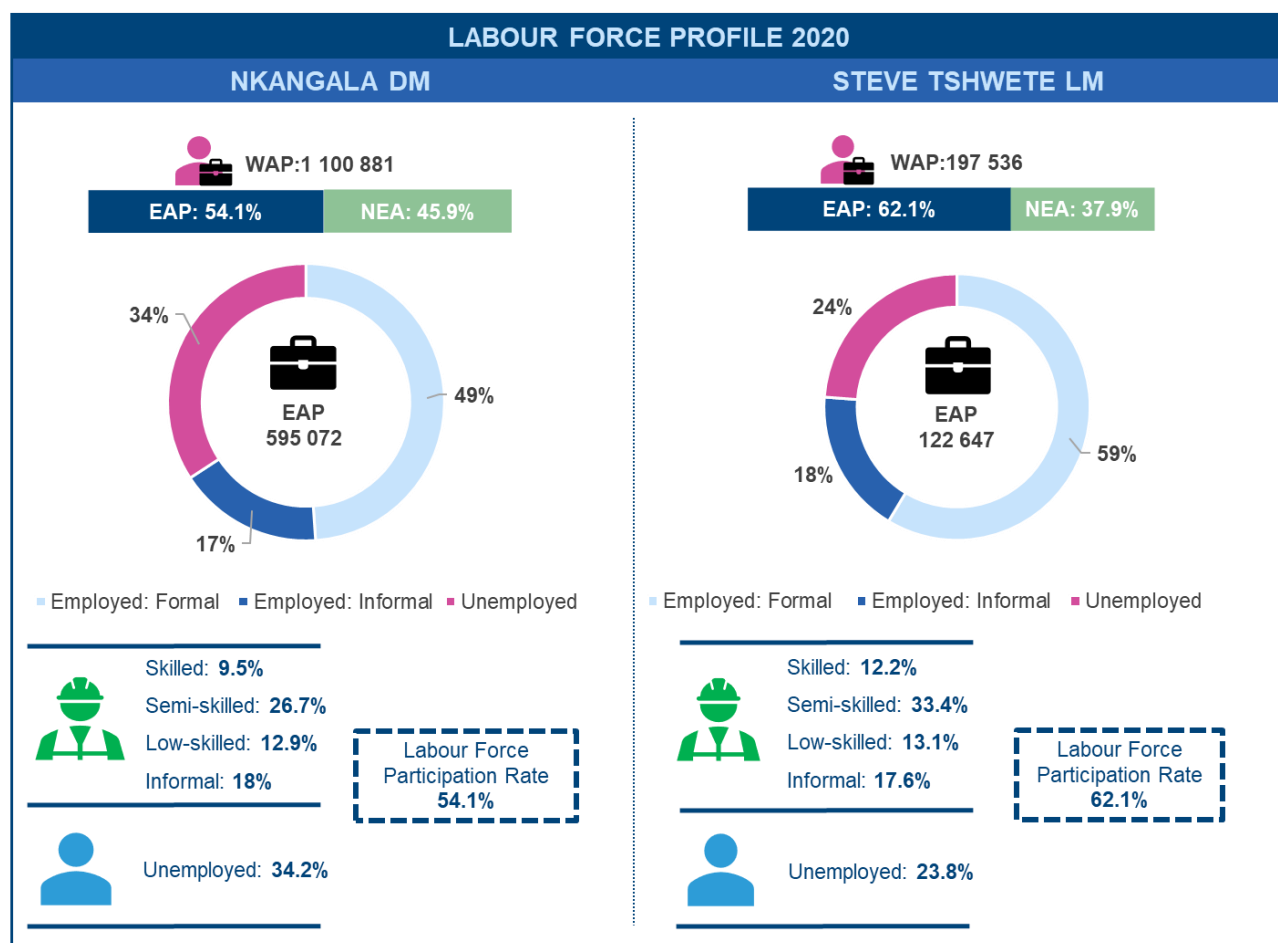 LABOUR FORCE PROFILE 2020
NKANGALA DM
WAP:1 100 881
EAP: 54.1%
NEA: 45.9%
34%
49%
17%
EAP
595 072
Employed: Formal
Employed: Informal
Unemployed
Skilled: 9.5%
Semi-skilled: 26.7%
Low-skilled: 12.9%
Informal: 18%
Labour Force
Participation Rate
54.1%
Unemployed: 34.2%
STEVE TSHWETE LM
WAP:197 536
EAP: 62.1%
NEA: 37.9%
24%
59%
18%
EAP
122 647
Employed: Formal
Employed: Informal
Unemployed
Skilled: 12.2%
Semi-skilled: 33.4%
Low-skilled: 13.1%
Informal: 17.6%
Labour Force
Participation Rate
62.1%
Unemployed: 23.8%